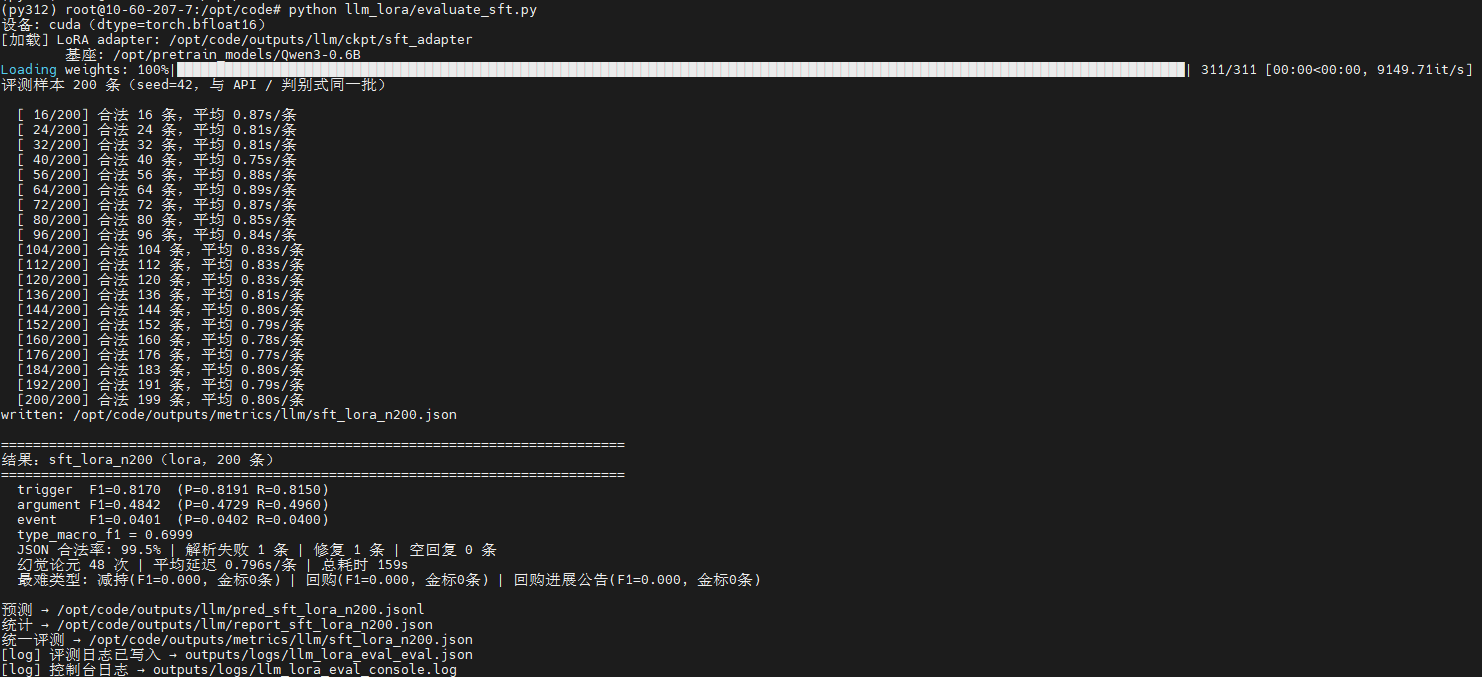 (py312) root@10-60-207-7:/opt/code# python llm_lora/evaluate_sft.py
设备: cuda（dtype=torch.bfloat16）
[加载] LoRA adapter: /opt/code/outputs/llm/ckpt/sft_adapter
基座: /opt/pretrain_models/Qwen3-0.6B
Loading weights: 100%| | 311/311 [00:00<00:00, 9149.71it/s]
评测样本 200 条（seed=42, 与 API / 判别式同一批）
[ 16/200] 合法 16 条, 平均 0.87s/条
[ 24/200] 合法 24 条, 平均 0.81s/条
[ 32/200] 合法 32 条, 平均 0.81s/条
[ 40/200] 合法 40 条, 平均 0.75s/条
[ 56/200] 合法 56 条, 平均 0.88s/条
[ 64/200] 合法 64 条, 平均 0.89s/条
[ 72/200] 合法 72 条, 平均 0.87s/条
[ 80/200] 合法 80 条, 平均 0.85s/条
[ 96/200] 合法 96 条, 平均 0.84s/条
[104/200] 合法 104 条, 平均 0.83s/条
[112/200] 合法 112 条, 平均 0.83s/条
[120/200] 合法 120 条, 平均 0.83s/条
[136/200] 合法 136 条, 平均 0.81s/条
[144/200] 合法 144 条, 平均 0.80s/条
[152/200] 合法 152 条, 平均 0.79s/条
[160/200] 合法 160 条, 平均 0.78s/条
[176/200] 合法 176 条, 平均 0.77s/条
[184/200] 合法 183 条, 平均 0.80s/条
[192/200] 合法 191 条, 平均 0.79s/条
[200/200] 合法 199 条, 平均 0.80s/条
written: /opt/code/outputs/metrics/llm/sft_lora_n200.json
==============================================================================
结果: sft_lora_n200（lora, 200 条）
==============================================================================
trigger  F1=0.8170  (P=0.8191 R=0.8150)
argument F1=0.4842  (P=0.4729 R=0.4960)
event    F1=0.0401  (P=0.0402 R=0.0400)
type_macro_f1 = 0.6999
JSON 合法率: 99.5% | 解析失败 1 条 | 修复 1 条 | 空回复 0 条
幻觉论元 48 次 | 平均延迟 0.796s/条 | 总耗时 159s
最难类型: 减持(F1=0.000, 金标0条) | 回购(F1=0.000, 金标0条) | 回购进展公告(F1=0.000, 金标0条)
预测 → /opt/code/outputs/llm/pred_sft_lora_n200.jsonl
统计 → /opt/code/outputs/llm/report_sft_lora_n200.json
统一评测 → /opt/code/outputs/metrics/llm/sft_lora_n200.json
[log] 评测日志已写入 → outputs/logs/llm_lora_eval_eval.json
[log] 控制台日志 → outputs/logs/llm_lora_eval_console.log